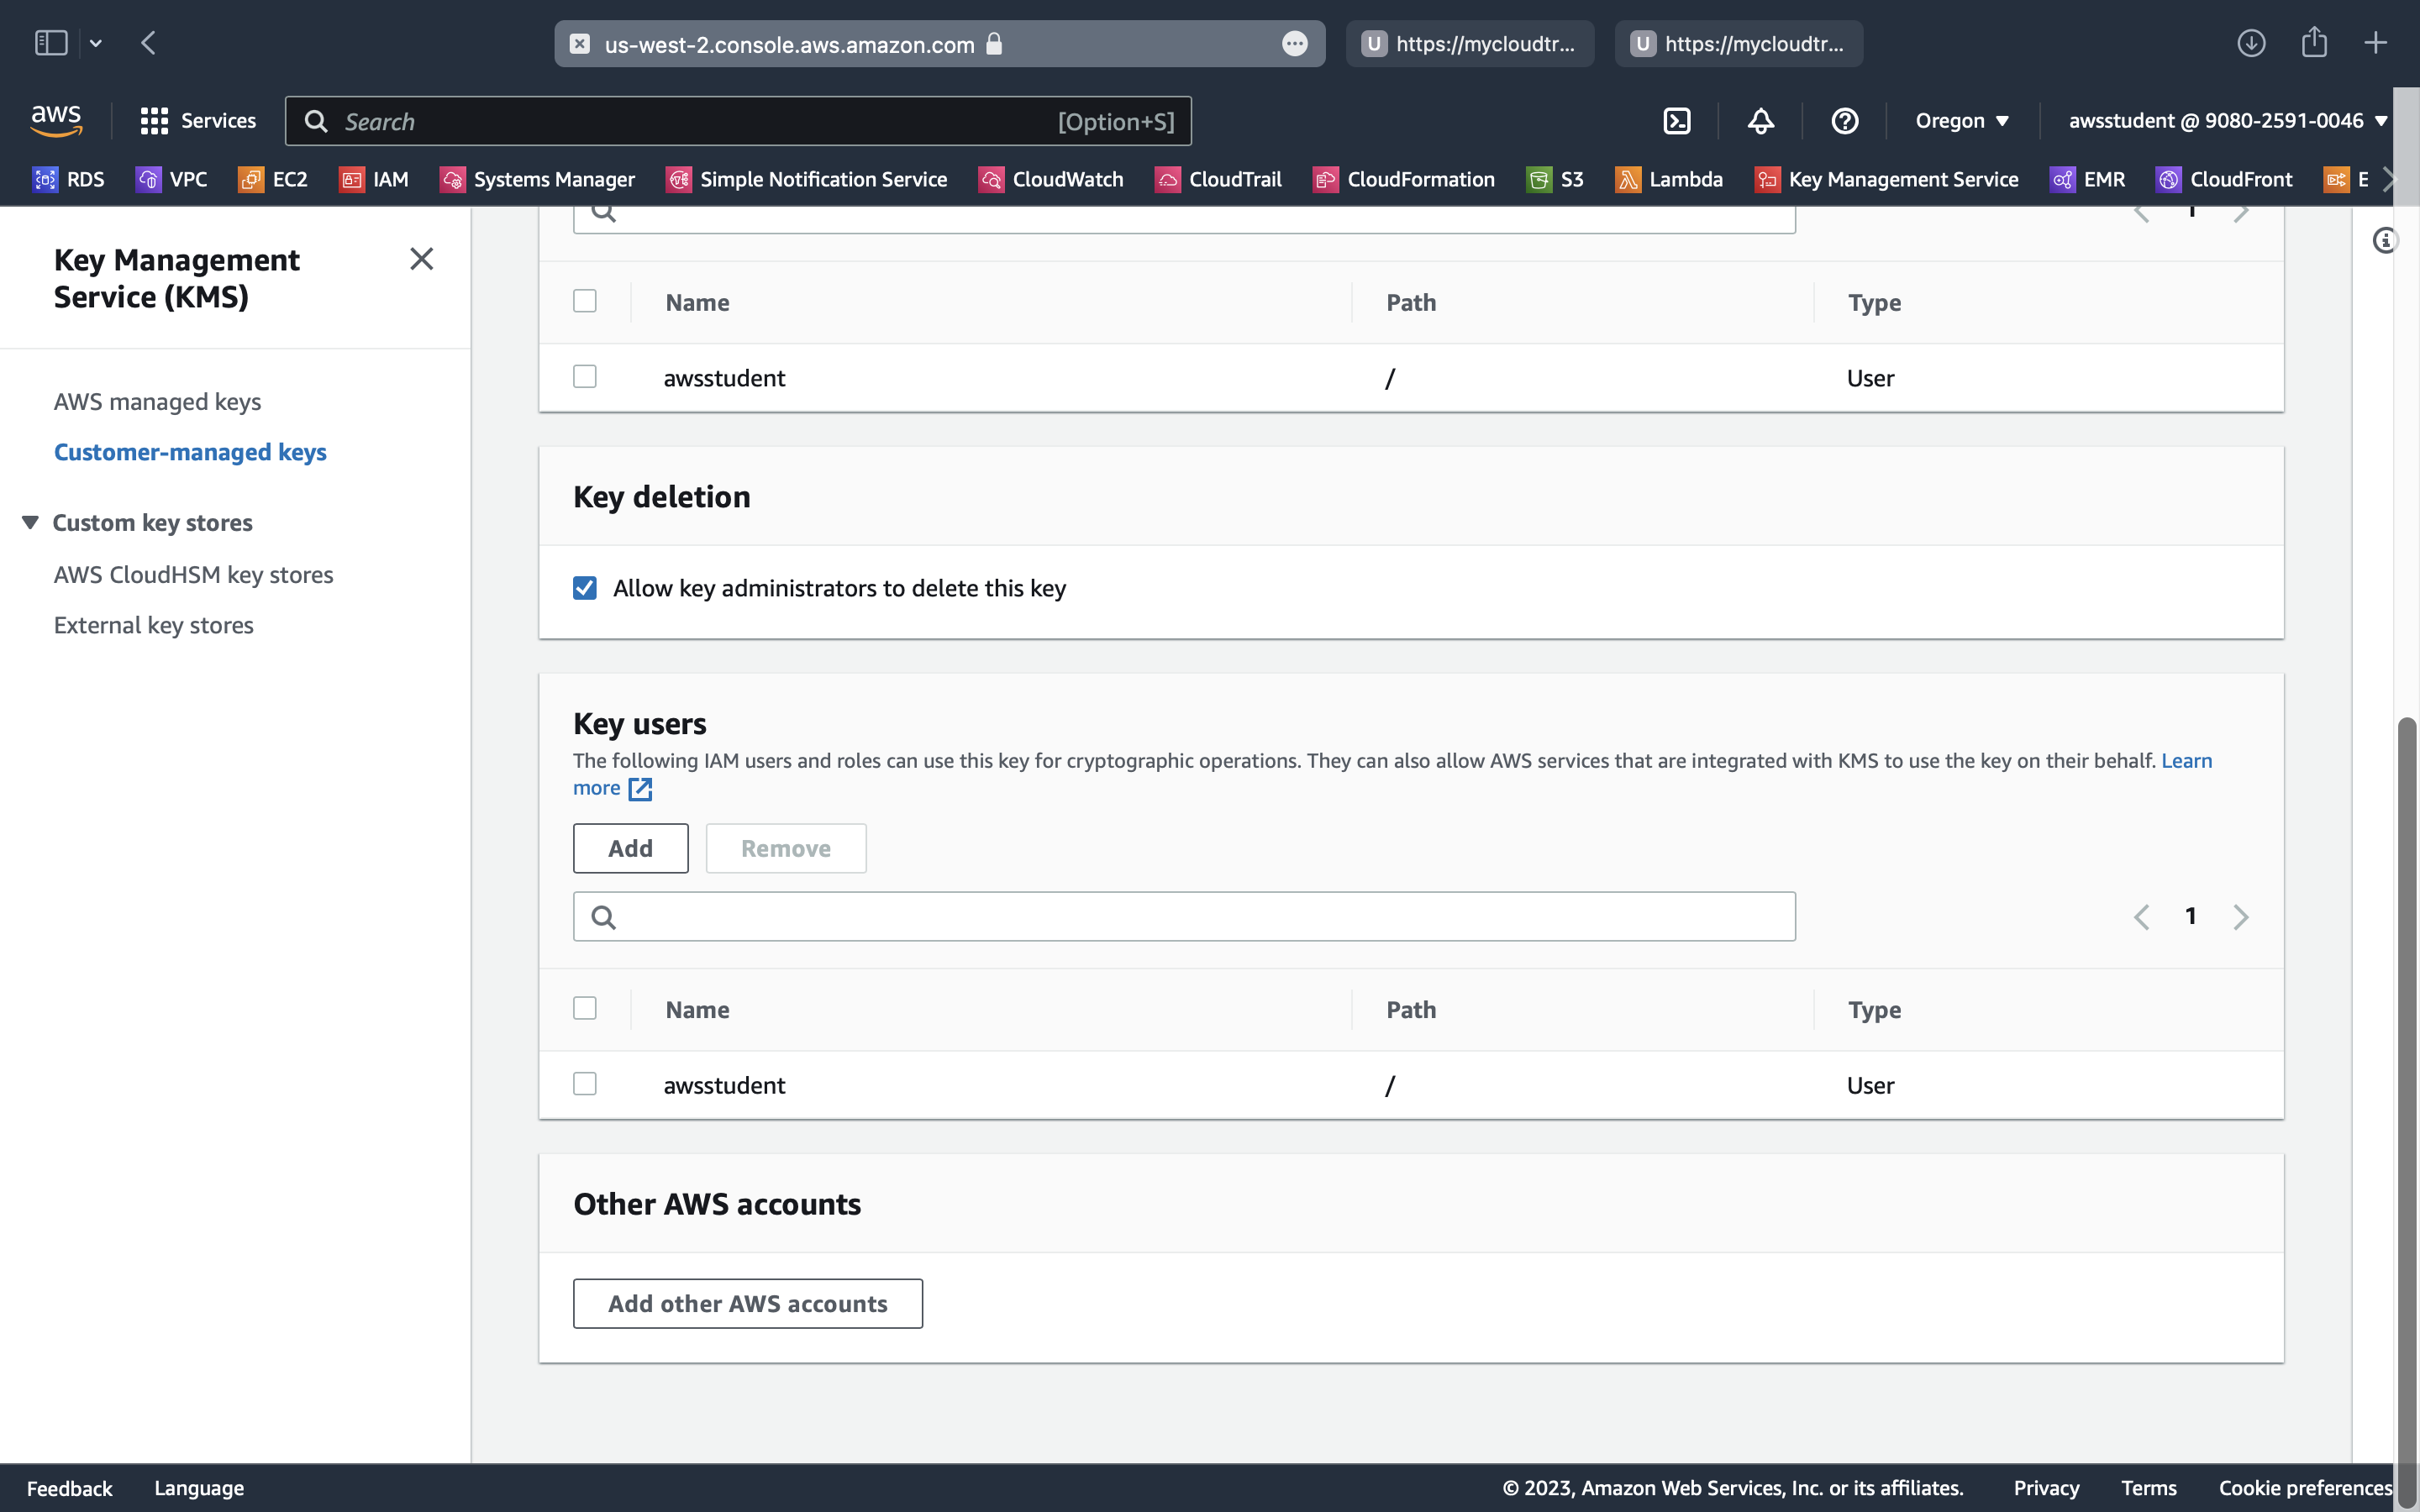 us-west-2.console.aws.amazon.com
U https://mycloudtr...
U https://mycloudtr...
aws
Services
Search
[Option+S]
Oregon
awsstudent @ 9080-2591-0046
RDS
VPC
EC2
IAM
Systems Manager
Simple Notification Service
CloudWatch
CloudTrail
CloudFormation
S3
Lambda
Key Management Service
EMR
CloudFront
E
Key Management
Service (KMS)
AWS managed keys
Customer-managed keys
Custom key stores
AWS CloudHSM key stores
External key stores
1
Name
Path
Type
awsstudent
/
User
Key deletion
Allow key administrators to delete this key
Key users
The following IAM users and roles can use this key for cryptographic operations. They can also allow AWS services that are integrated with KMS to use the key on their behalf. Learn
more
Add
Remove
1
Name
Path
Type
awsstudent
/
User
Other AWS accounts
Add other AWS accounts
Feedback
Language
© 2023, Amazon Web Services, Inc. or its affiliates.
Privacy
Terms
Cookie preferences